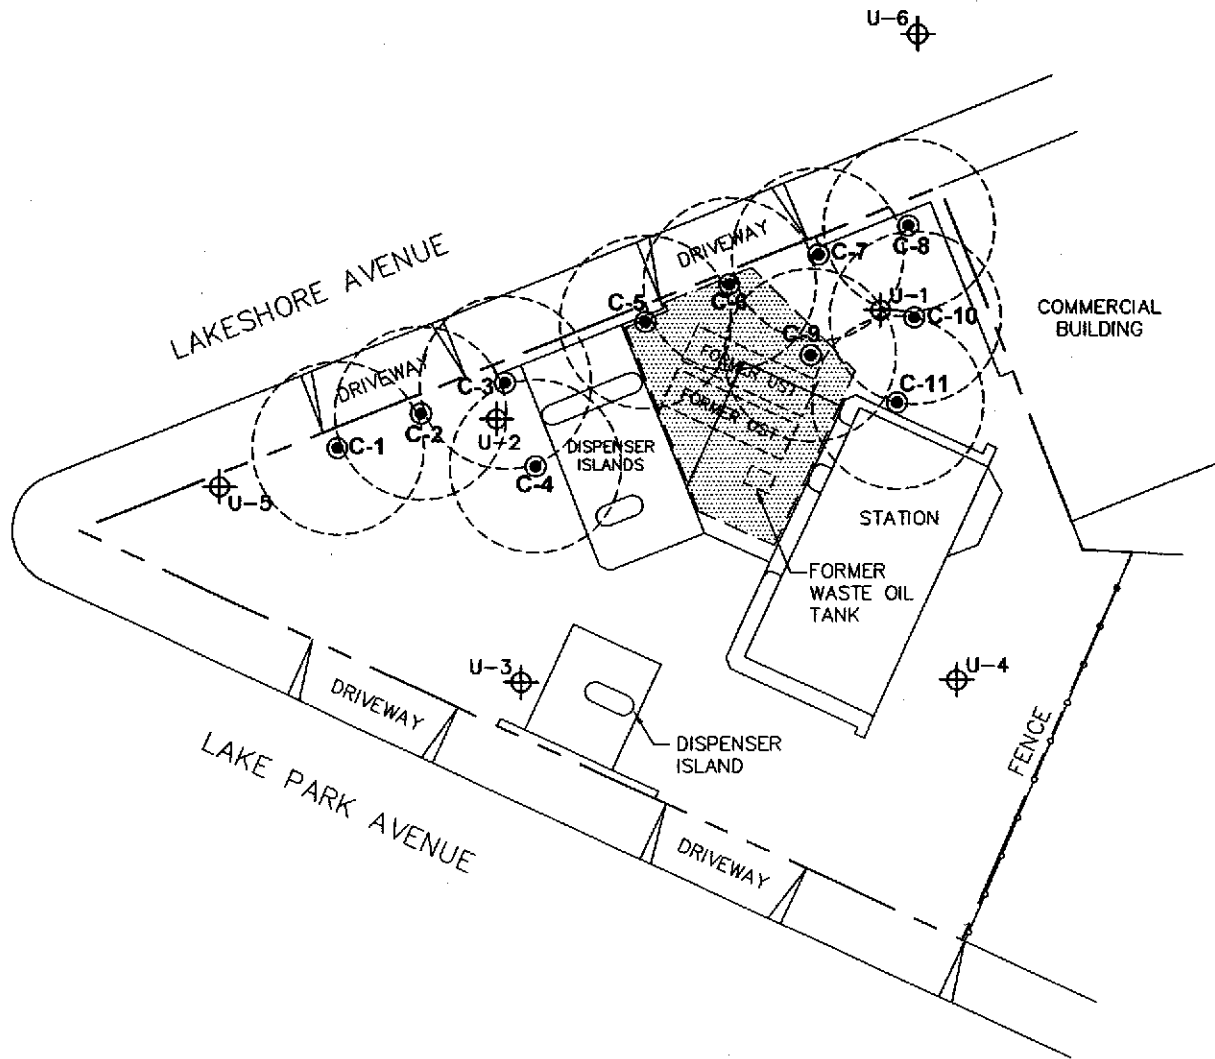 U-6
LAKESHORE AVENUE
DRIVEWAY
C-8
C-7
C-6
C-5
U-1
C-10
COMMERCIAL
BUILDING
C-9
FORMER UST
DRIVEWAY
C-3
FORMER UST
C-11
C-2
U-2
C-1
DISPENSER
ISLANDS
C-4
U-5
STATION
FORMER
WASTE OIL
TANK
U-3
U-4
DRIVEWAY
DISPENSER
ISLAND
FENCE
LAKE PARK AVENUE
DRIVEWAY